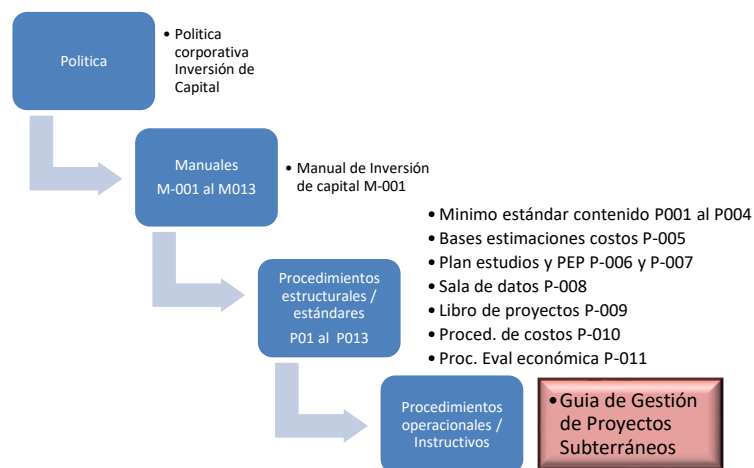 Politica
• Politica
corporativa
Inversión de
Capital
Manuales
M-001 al M013
• Manual de Inversión
de capital M-001
Procedimientos
estructurales /
estándares
P01 al P013
• Minimo estándar contenido P001 al P004
• Bases estimaciones costos P-005
• Plan estudios y PEP P-006 y P-007
• Sala de datos P-008
• Libro de proyectos P-009
• Proced. de costos P-010
• Proc. Eval económica P-011
Procedimientos
operacionales /
Instructivos
• Guia de Gestión
de Proyectos
Subterráneos